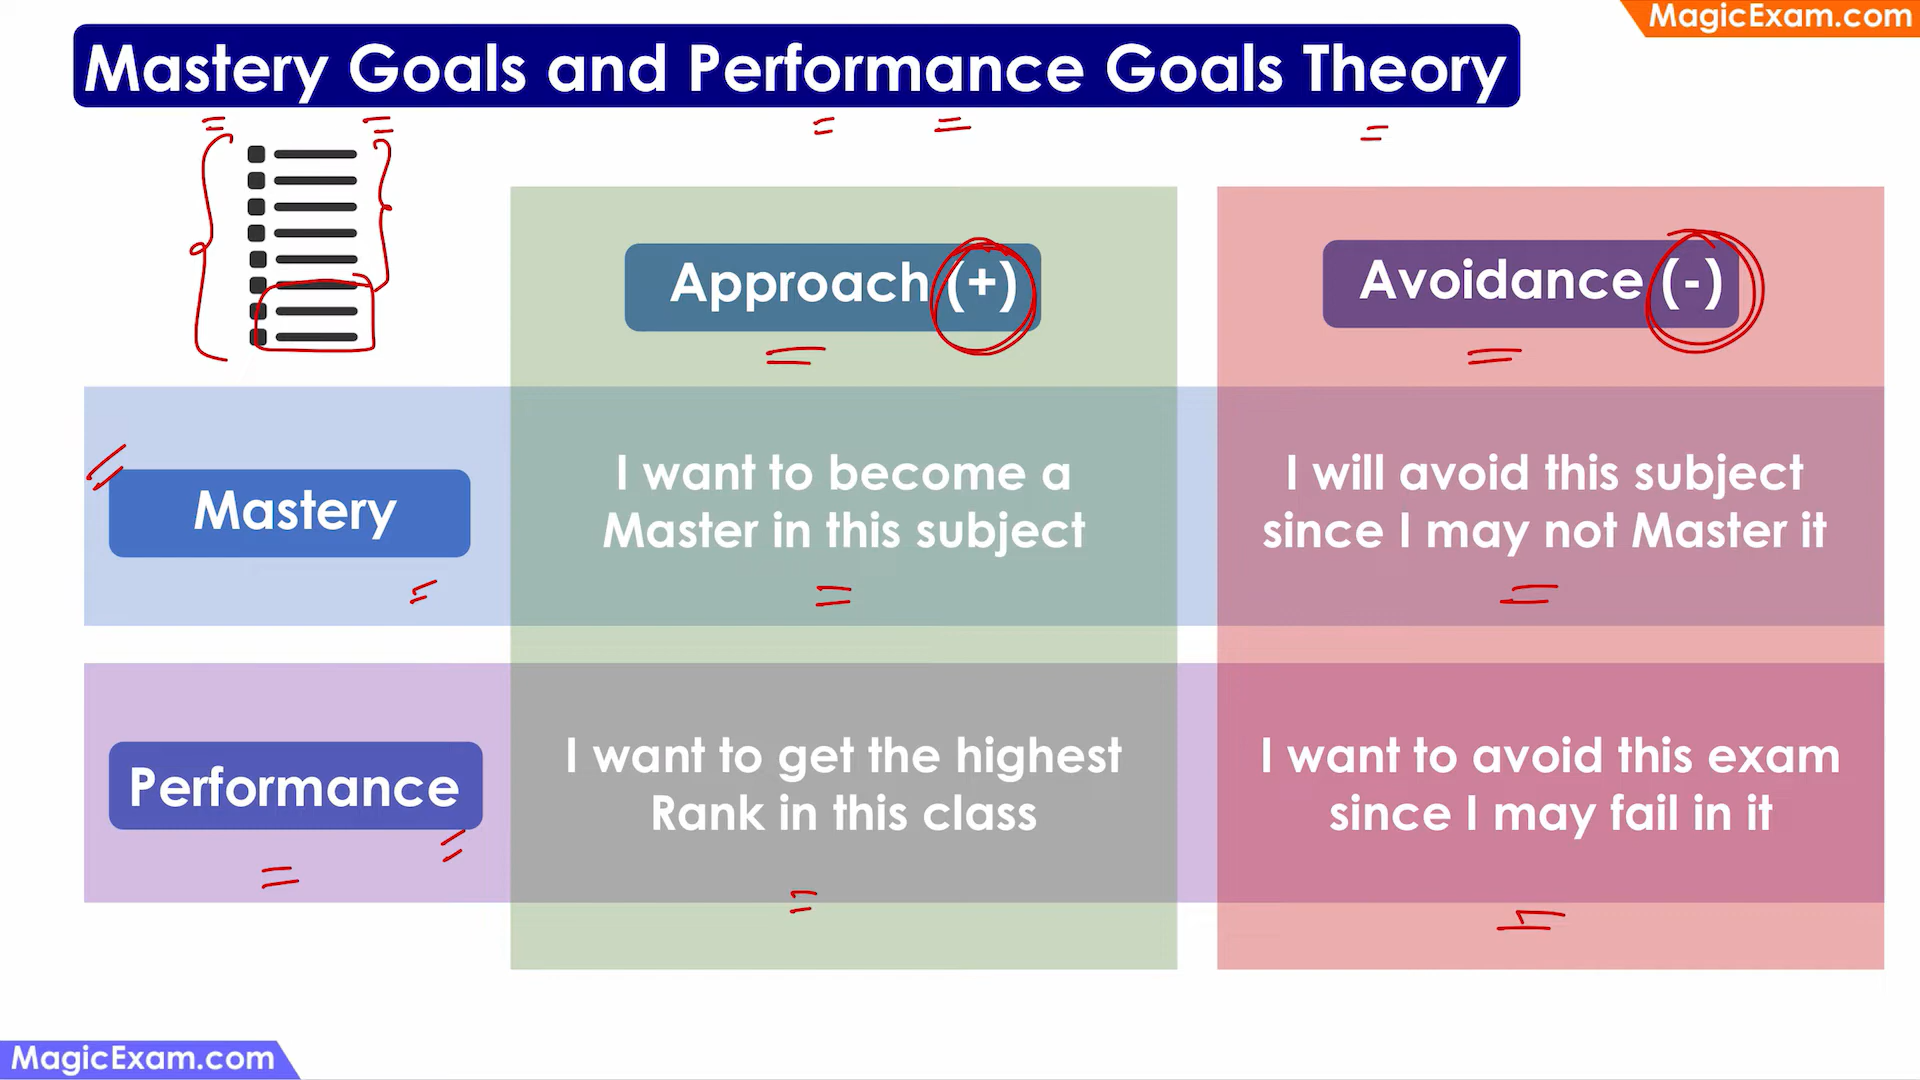 MagicExam.com
Mastery Goals and Performance Goals Theory
Approach (+)
Avoidance (-)
Mastery
I want to become a
Master in this subject
I will avoid this subject
since I may not Master it
Performance
I want to get the highest
Rank in this class
I want to avoid this exam
since I may fail in it
MagicExam.com